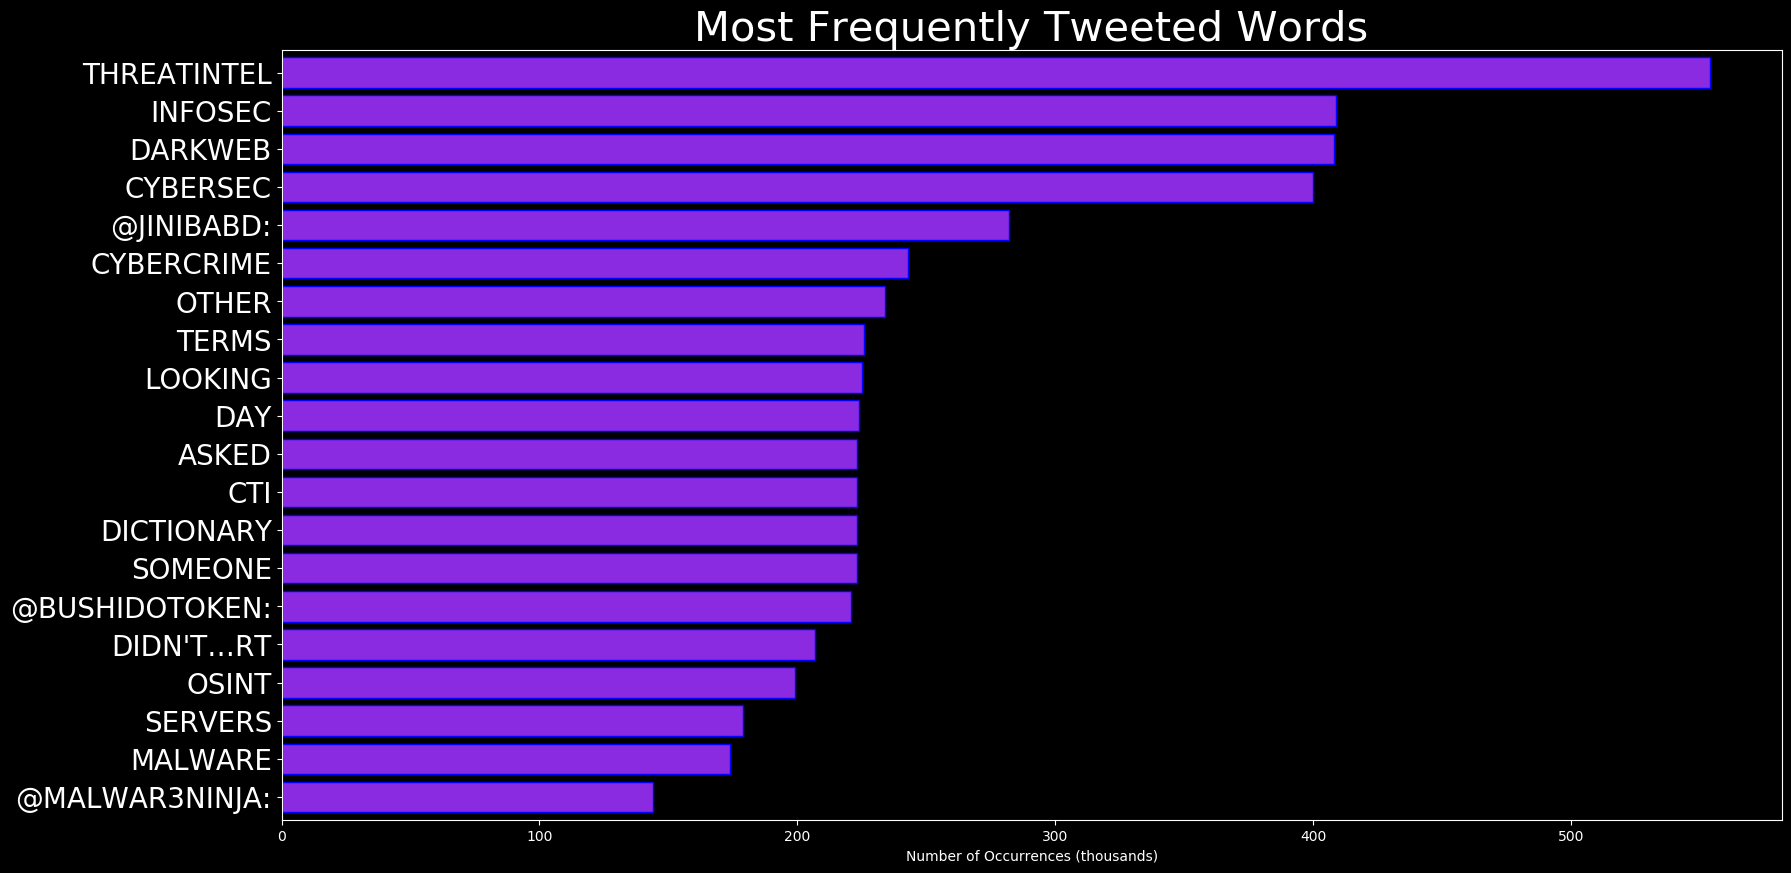 Most Frequently Tweeted Words
THREATINTEL
INFOSEC
DARKWEB
CYBERSEC
@JINIBABD:
CYBERCRIME
OTHER
TERMS
LOOKING
DAY
ASKED
CTI
DICTIONARY
SOMEONE
@BUSHIDOTOKEN:
DIDN'T…RT
OSINT
SERVERS
MALWARE
@MALWAR3NINJA:
0 100 200 300 400 500
Number of Occurrences (thousands)